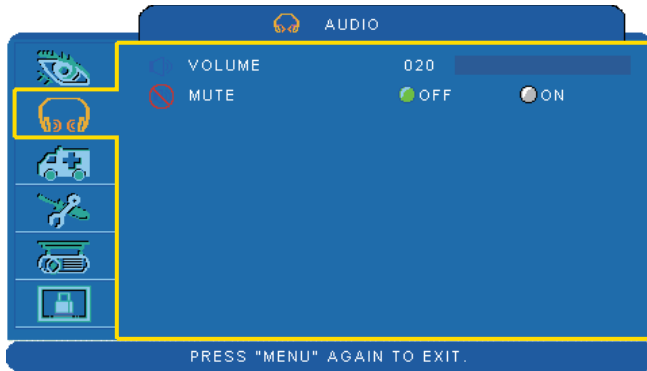 AUDIO
VOLUME 020
MUTE OFF ON
PRESS "MENU" AGAIN TO EXIT.